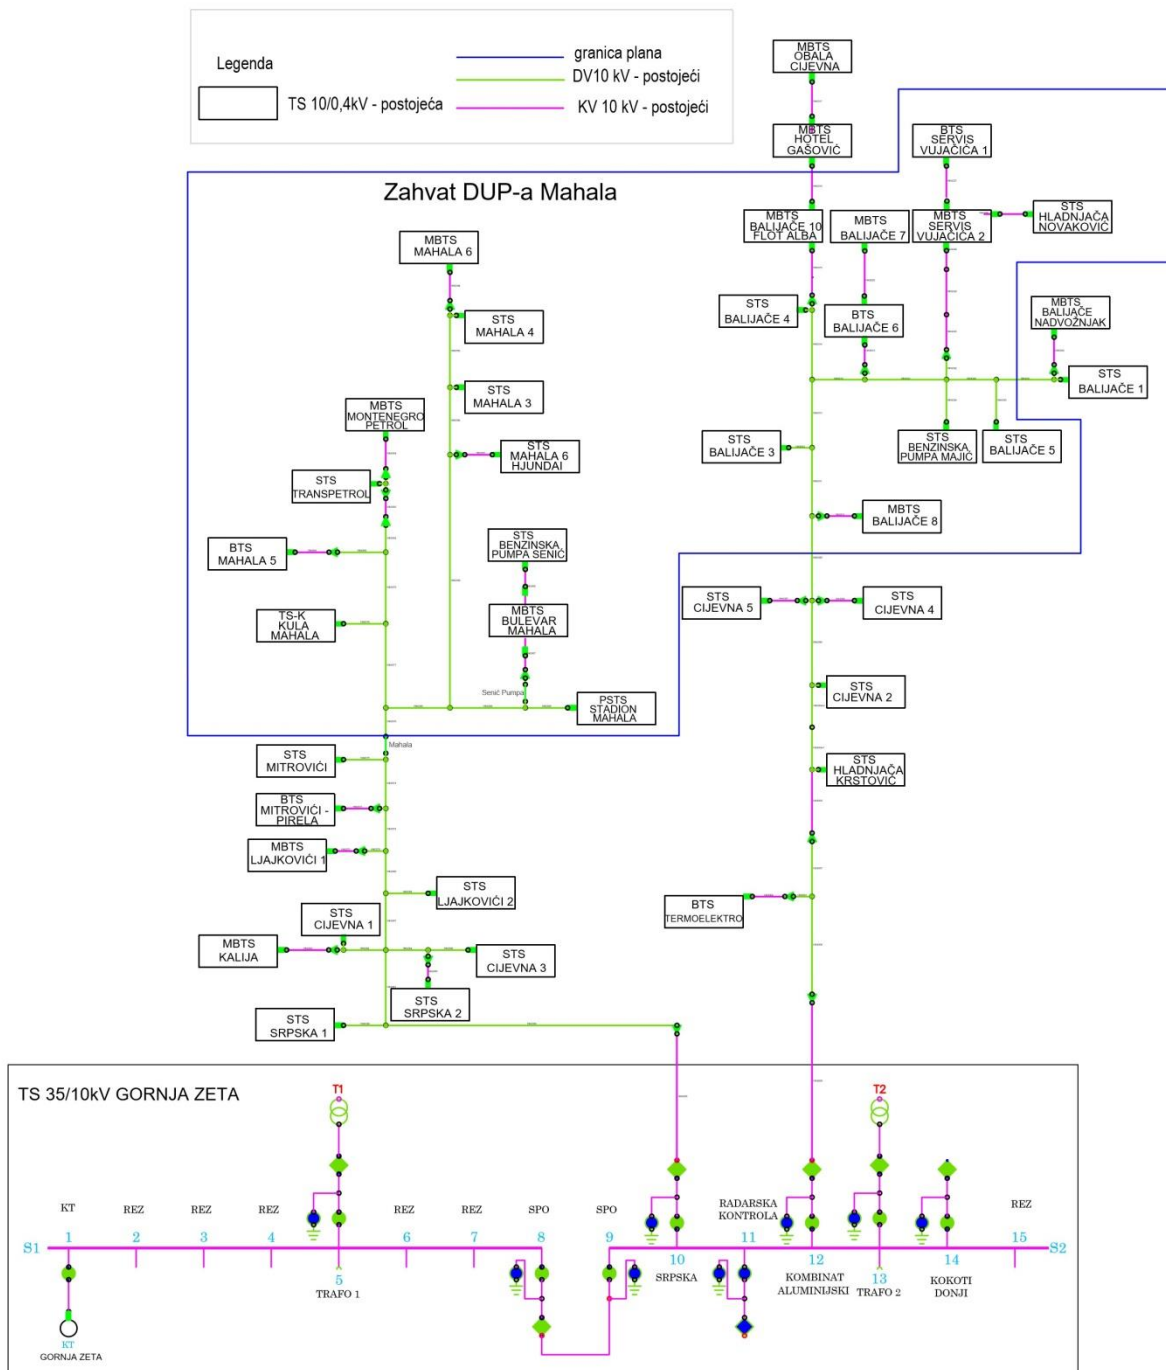 Legenda
TS 10/0,4kV - postojeća
granica plana
DV10 kV - postojeći
KV 10 kV - postojeći
MBTS
OBALA
CIJEVNA
MBTS
HOTEL
GAŠOVIĆ
BTS
SERVIS
VUJAČIĆA 1
Zahvat DUP-a Mahala
MBTS
BALIJAČE 10
FLOT ALBA
MBTS
BALIJAČE 7
MBTS
SERVIS
VUJAČIĆA 2
STS
HLADNJAČA
NOVAKOVIĆ
MBTS
MAHALA 6
STS
MAHALA 4
STS
BALIJAČE 4
BTS
BALIJAČE 6
MBTS
BALIJAČE
NADVOŽNJAK
STS
BALIJAČE 1
STS
MAHALA 3
MBTS
MONTENEGRO
PETROL
STS
MAHALA 6
HJUNDAI
STS
BALIJAČE 3
STS
BENZINSKA
PUMPA MAJIĆ
STS
BALIJAČE 5
STS
TRANSPETROL
MBTS
BALIJAČE 8
BTS
MAHALA 5
STS
BENZINSKA
PUMPA SENIĆ
STS
CIJEVNA 5
STS
CIJEVNA 4
TS-K
KULA
MAHALA
MBTS
BULEVAR
MAHALA
Senić Pumpa
PSTS
STADION
MAHALA
STS
CIJEVNA 2
Mahala
STS
MITROVIĆI
STS
HLADNJAČA
KRSTOVIĆ
BTS
MITROVIĆI -
PIRELA
MBTS
LJAJKOVIĆI 1
STS
LJAJKOVIĆI 2
BTS
TERMOELEKTRO
STS
CIJEVNA 1
MBTS
KALIJA
STS
CIJEVNA 3
STS
SRPSKA 2
STS
SRPSKA 1
TS 35/10kV GORNJA ZETA
T1
T2
KT
REZ
REZ
REZ
REZ
REZ
SPO
SPO
RADARSKA
KONTROLA
REZ
S1
1
2
3
4
5
6
7
8
9
10
11
12
13
14
15
S2
TRAFO 1
SRPSKA
KOMBINAT
ALUMINIJSKI
TRAFO 2
KOKOTI
DONJI
KT
GORNJA ZETA